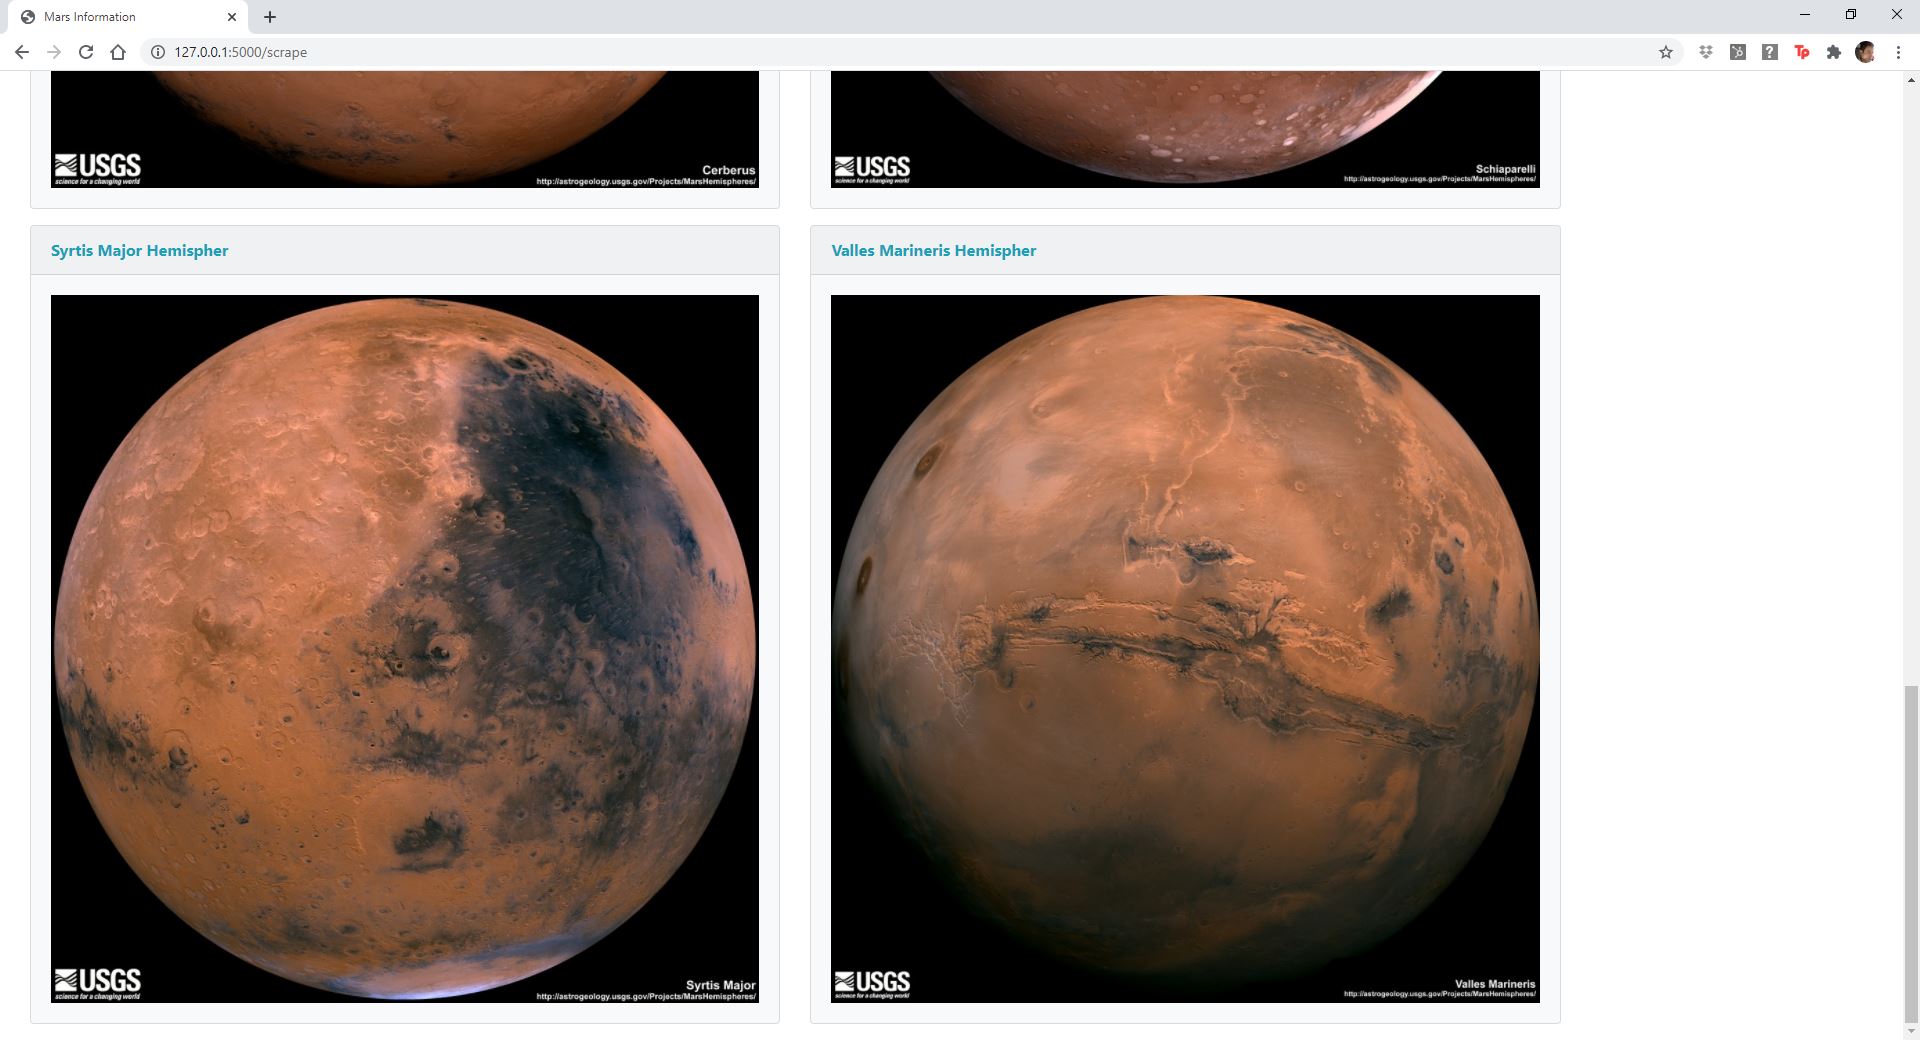 Mars Information
127.0.0.1:5000/scrape
Tp
USGS
science for a changing world
Cerberus
http://astrogeology.usgs.gov/Projects/MarsHemispheres/
USGS
science for a changing world
Schiaparelli
http://astrogeology.usgs.gov/Projects/MarsHemispheres/
Syrtis Major Hemispher
Valles Marineris Hemispher
USGS
science for a changing world
Syrtis Major
http://astrogeology.usgs.gov/Projects/MarsHemispheres/
USGS
science for a changing world
Valles Marineris
http://astrogeology.usgs.gov/Projects/MarsHemispheres/